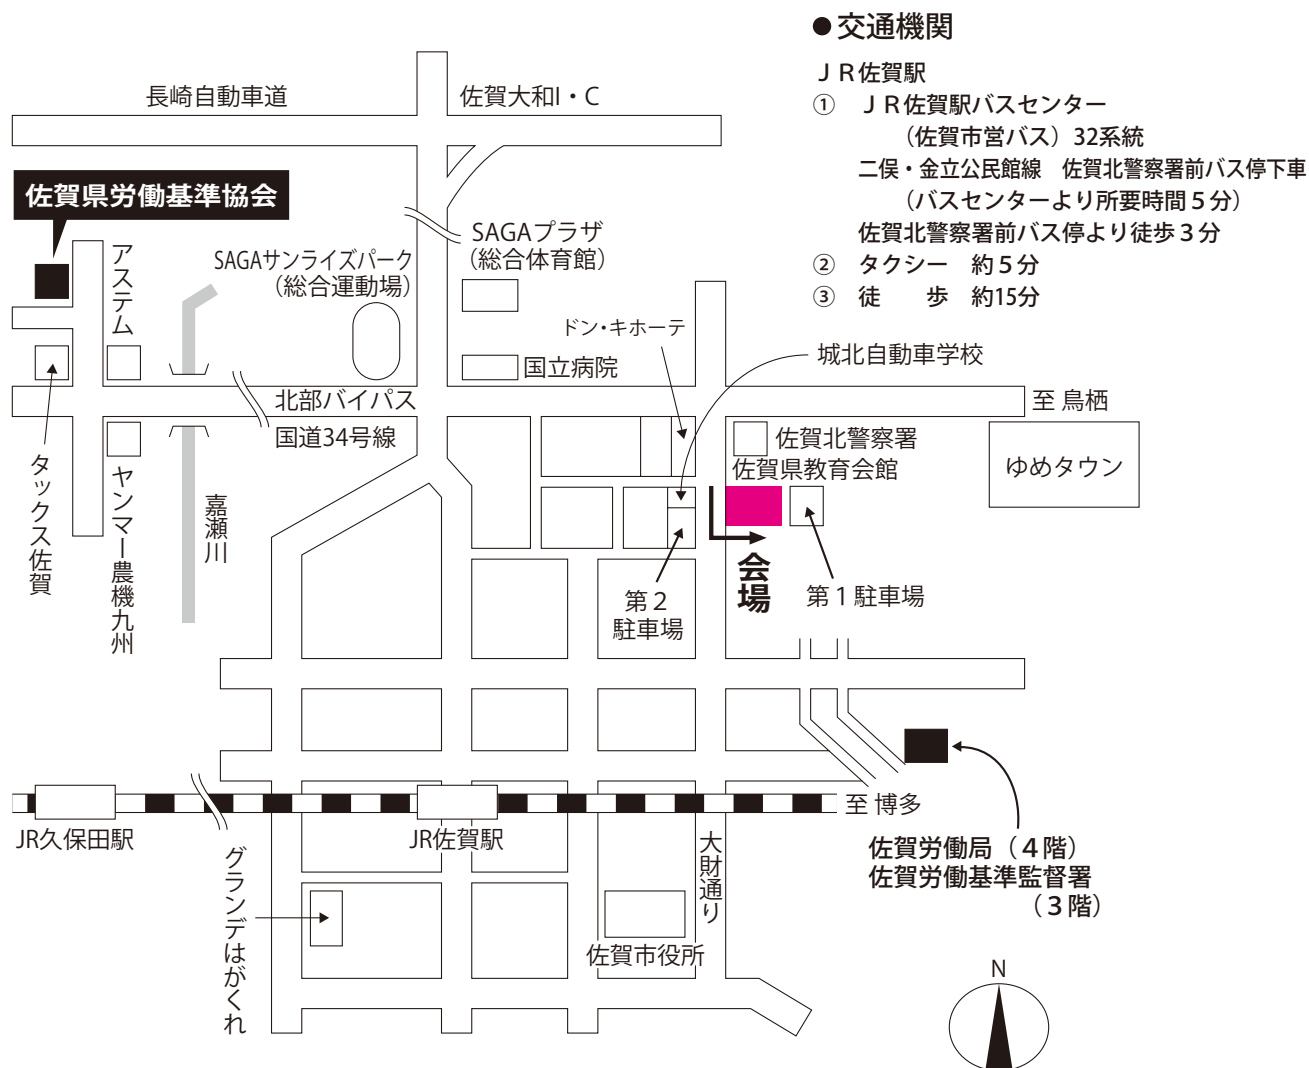 ●交通機関
ＪＲ佐賀駅
①　ＪＲ佐賀駅バスセンター
（佐賀市営バス）32系統
二俣・金立公民館線　佐賀北警察署前バス停下車
（バスセンターより所要時間５分）
佐賀北警察署前バス停より徒歩３分
②　タクシー　約５分
③　徒　　歩　約15分
長崎自動車道
佐賀大和I・C
佐賀県労働基準協会
アステム
SAGAサンライズパーク
（総合運動場）
SAGAプラザ
（総合体育館）
ドン・キホーテ
城北自動車学校
国立病院
北部バイパス
国道34号線
至 鳥栖
佐賀北警察署
佐賀県教育会館
ゆめタウン
タックス佐賀
ヤンマー農機九州
嘉瀬川
会場
第２
駐車場
第１駐車場
至 博多
JR久保田駅
JR佐賀駅
大財通り
グランデはがくれ
佐賀市役所
佐賀労働局（４階）
佐賀労働基準監督署
（３階）
N